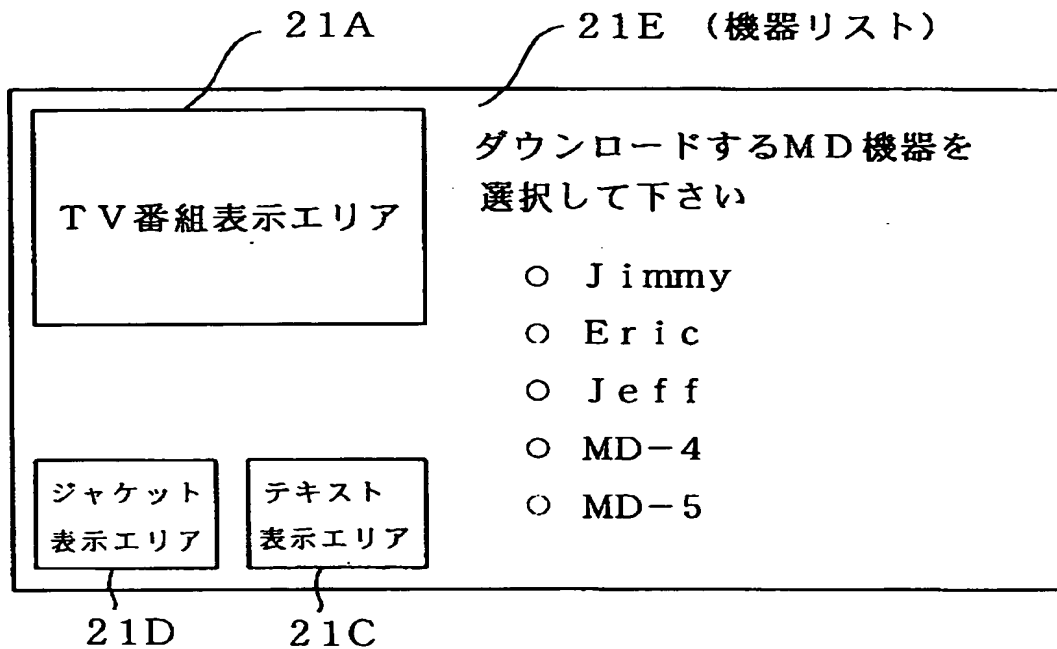 21A
21E (機器リスト)
TV番組表示エリア
ダウンロードするMD機器を
選択して下さい
○ Jimmy
○ Eric
○ Jeff
○ MD−4
○ MD−5
ジャケット
表示エリア
テキスト
表示エリア
21D
21C